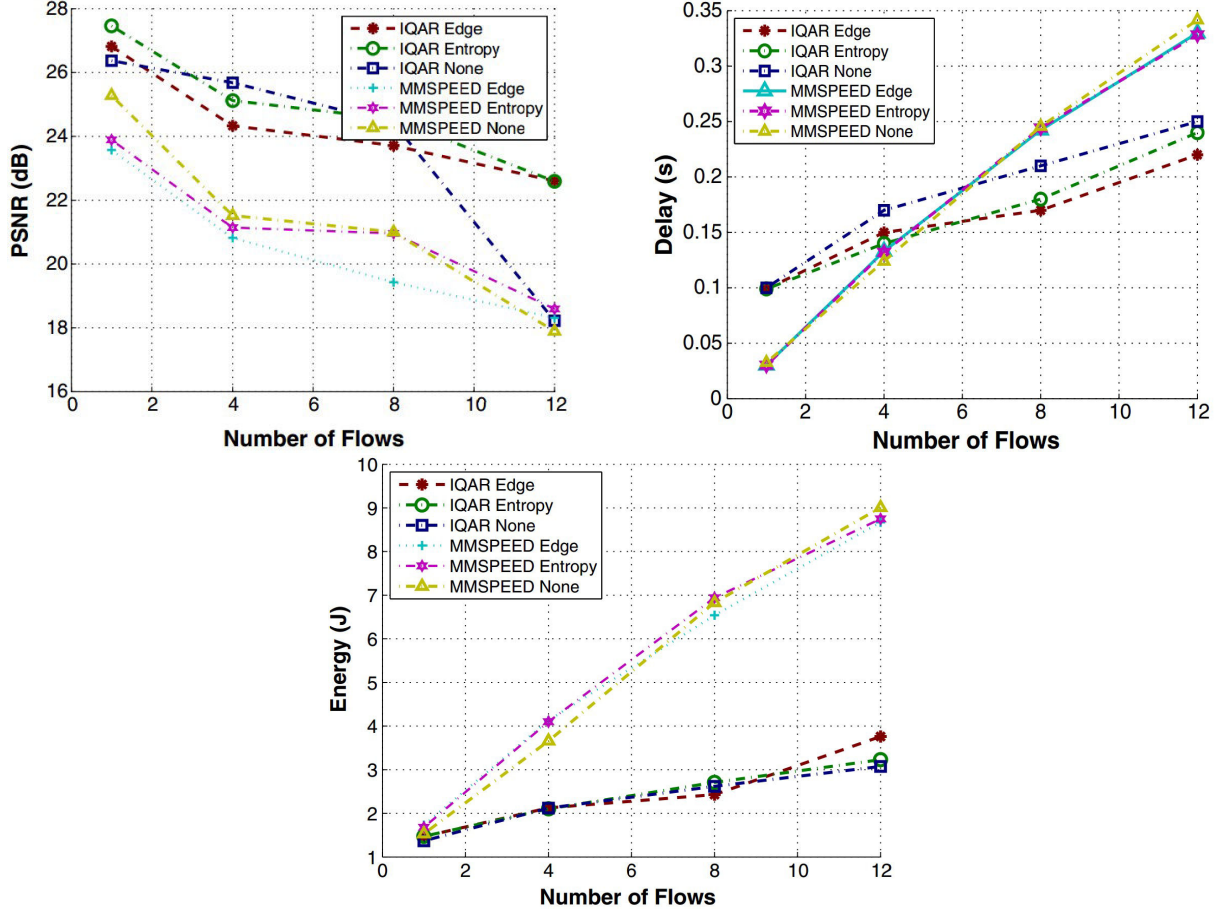 28
26
24
22
20
18
16
0
2
4
6
8
10
12
PSNR (dB)
Number of Flows
IQAR Edge
IQAR Entropy
IQAR None
MMSPEED Edge
MMSPEED Entropy
MMSPEED None
0.35
0.3
0.25
0.2
0.15
0.1
0.05
0
0
2
4
6
8
10
12
Delay (s)
Number of Flows
IQAR Edge
IQAR Entropy
IQAR None
MMSPEED Edge
MMSPEED Entropy
MMSPEED None
10
9
8
7
6
5
4
3
2
1
0
2
4
6
8
10
12
Energy (J)
Number of Flows
IQAR Edge
IQAR Entropy
IQAR None
MMSPEED Edge
MMSPEED Entropy
MMSPEED None